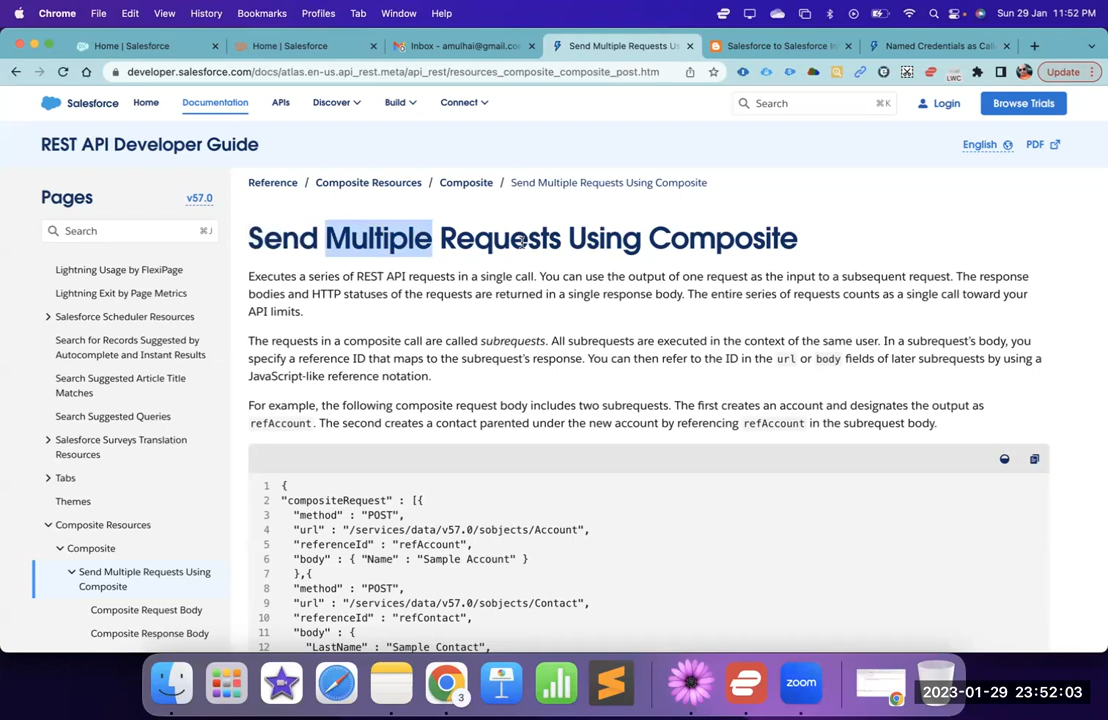 Chrome File Edit View History Bookmarks Profiles Tab Window Help Sun 29 Jan 11:52 PM
Home | Salesforce Home | Salesforce Inbox - amulhai@gmail.co Send Multiple Requests U Salesforce to Salesforce In Named Credentials as Call
developer.salesforce.com/docs/atlas.en-us.api_rest.meta/api_rest/resources_composite_composite_post.htm LWC Update
Salesforce Home Documentation APIs Discover Build Connect Search ⌘K Login Browse Trials
REST API Developer Guide English PDF
Pages v57.0
Search ⌘J
Lightning Usage by FlexiPage
Lightning Exit by Page Metrics
Salesforce Scheduler Resources
Search for Records Suggested by
Autocomplete and Instant Results
Search Suggested Article Title
Matches
Search Suggested Queries
Salesforce Surveys Translation
Resources
Tabs
Themes
Composite Resources
Composite
Send Multiple Requests Using
Composite
Composite Request Body
Composite Response Body
Reference / Composite Resources / Composite / Send Multiple Requests Using Composite
Send Multiple Requests Using Composite
Executes a series of REST API requests in a single call. You can use the output of one request as the input to a subsequent request. The response
bodies and HTTP statuses of the requests are returned in a single response body. The entire series of requests counts as a single call toward your
API limits.
The requests in a composite call are called subrequests. All subrequests are executed in the context of the same user. In a subrequest's body, you
specify a reference ID that maps to the subrequest's response. You can then refer to the ID in the url or body fields of later subrequests by using a
JavaScript-like reference notation.
For example, the following composite request body includes two subrequests. The first creates an account and designates the output as
refAccount. The second creates a contact parented under the new account by referencing refAccount in the subrequest body.
1 {
2 "compositeRequest" : [{
3 "method" : "POST",
4 "url" : "/services/data/v57.0/sobjects/Account",
5 "referenceId" : "refAccount",
6 "body" : { "Name" : "Sample Account" }
7 },{
8 "method" : "POST",
9 "url" : "/services/data/v57.0/sobjects/Contact",
10 "referenceId" : "refContact",
11 "body" : {
12 "LastName" : "Sample Contact",
3
zoom
2023-01-29 23:52:03